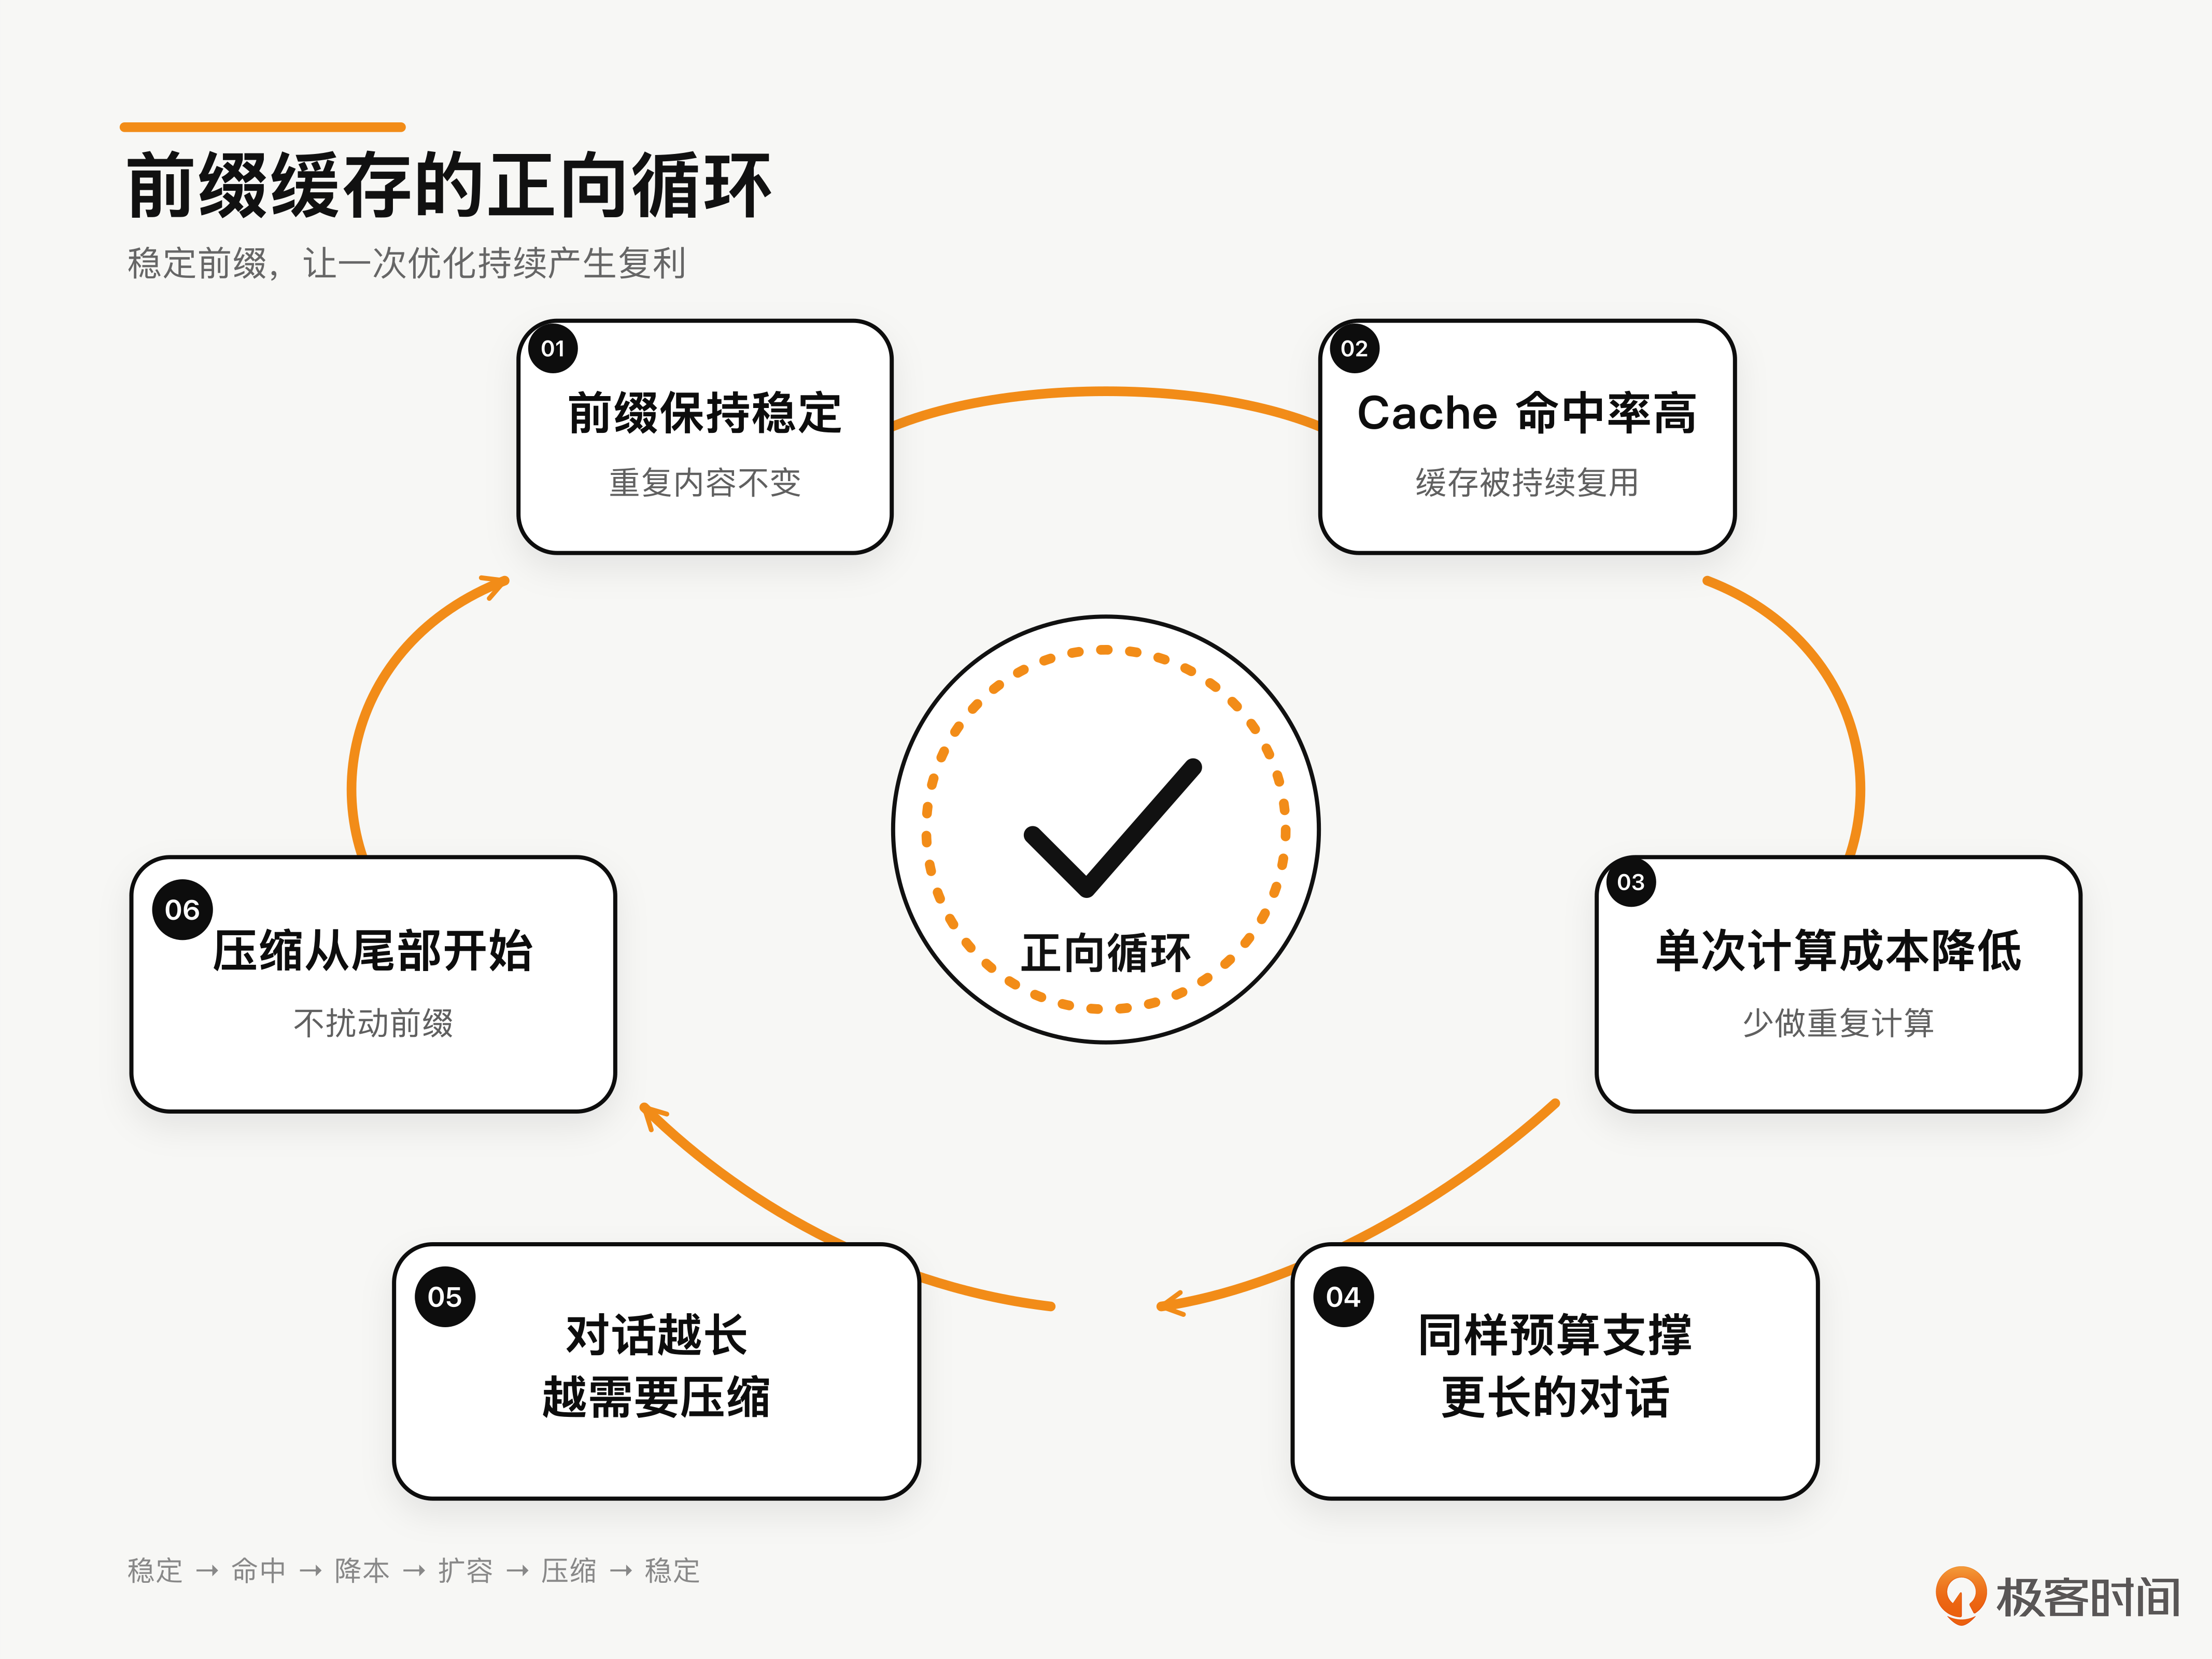 前缀缓存的正向循环
稳定前缀，让一次优化持续产生复利
01
前缀保持稳定
重复内容不变
02
Cache 命中率高
缓存被持续复用
03
单次计算成本降低
少做重复计算
04
同样预算支撑
更长的对话
05
对话越长
越需要压缩
06
压缩从尾部开始
不扰动前缀
正向循环
稳定 → 命中 → 降本 → 扩容 → 压缩 → 稳定
极客时间